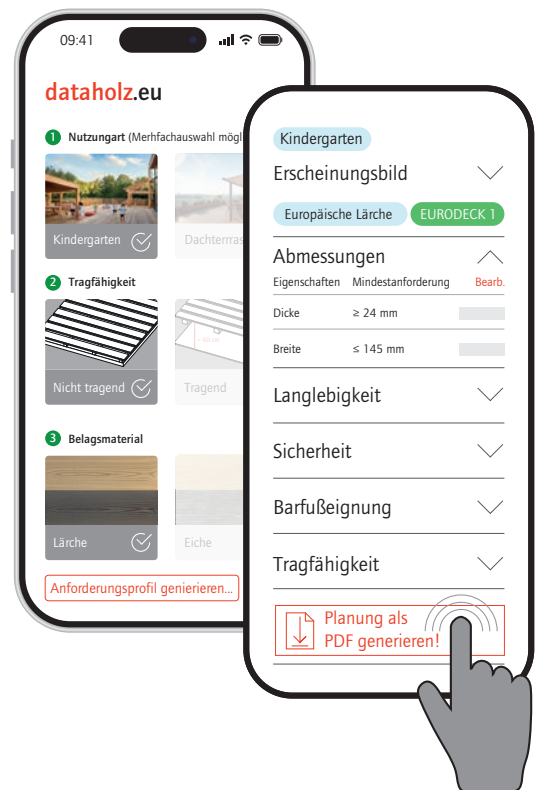 09:41
dataholz.eu
1 Nutzungart (Merhfachauswahl mögl
Kindergarten
Dachterras
2 Tragfähigkeit
Nicht tragend
Tragend
3 Belagsmaterial
Lärche
Eiche
Anforderungsprofil genierieren...
Kindergarten
Erscheinungsbild
Europäische Lärche EURODECK 1
Abmessungen
Eigenschaften Mindestanforderung Bearb.
Dicke ≥ 24 mm
Breite ≤ 145 mm
Langlebigkeit
Sicherheit
Barfußeignung
Tragfähigkeit
Planung als
PDF generieren!